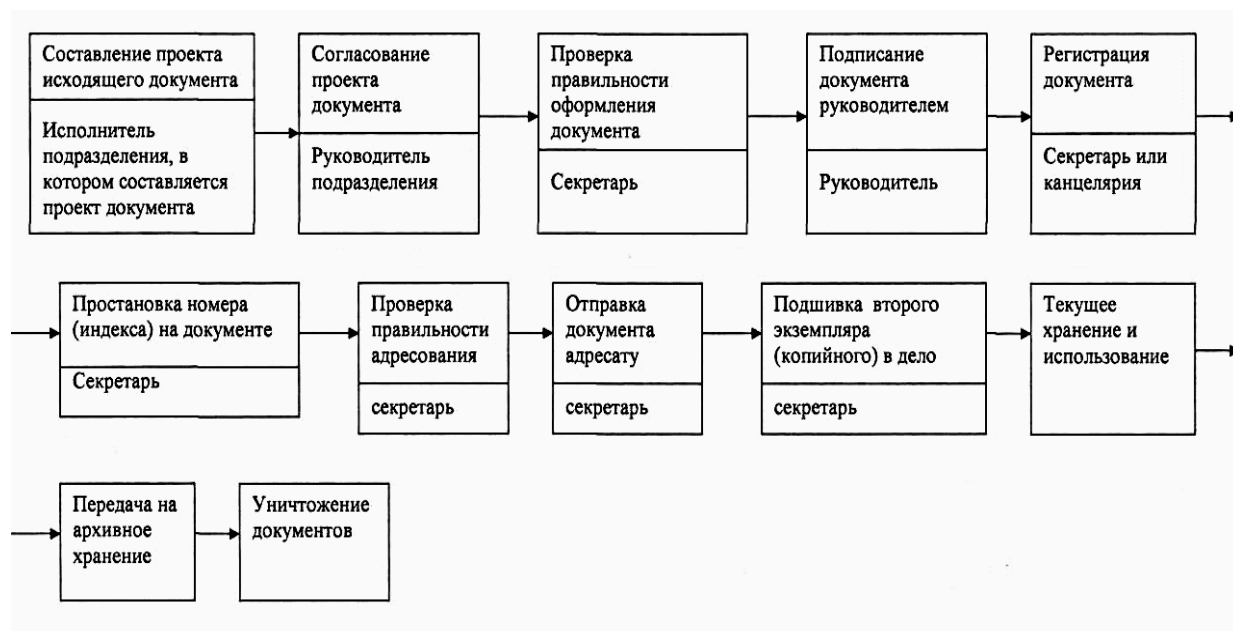 Составление проекта
исходящего документа
Исполнитель
подразделения, в
котором составляется
проект документа
Согласование
проекта
документа
Руководитель
подразделения
Проверка
правильности
оформления
документа
Секретарь
Подписание
документа
руководителем
Руководитель
Регистрация
документа
Секретарь или
канцелярия
Простановка номера
(индекса) на документе
Секретарь
Проверка
правильности
адресования
секретарь
Отправка
документа
адресату
секретарь
Подшивка второго
экземпляра
(копийного) в дело
секретарь
Текущее
хранение и
использование
Передача на
архивное
хранение
Уничтожение
документов